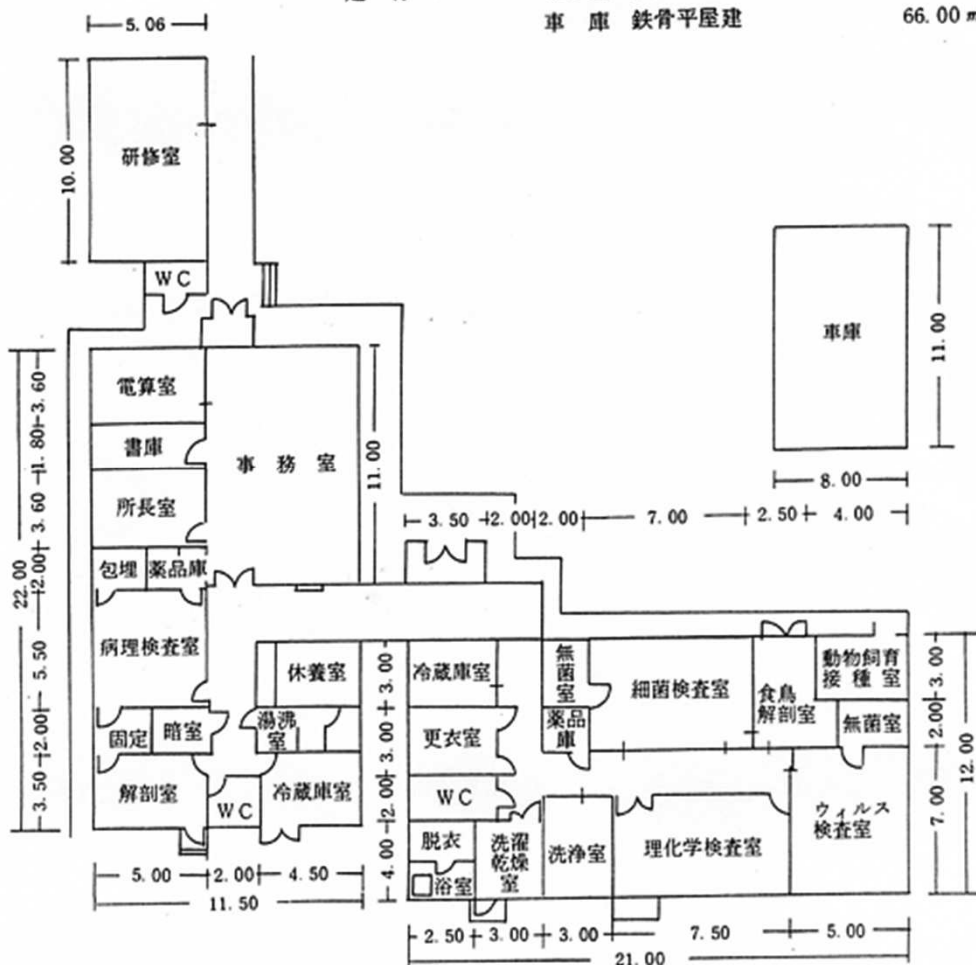 車庫 鉄骨平屋建 66.00㎡
5.06
10.00
研修室
WC
車庫
11.00
8.00
3.60
1.80
3.60
2.00
5.50
2.00
3.50
22.00
電算室
書庫
所長室
事務室
11.00
包埋
薬品庫
病理検査室
休養室
固定
暗室
湯沸室
解剖室
WC
冷蔵庫室
5.00
2.00
4.50
11.50
3.50
2.00
2.00
7.00
2.50
4.00
3.00
3.00
2.00
4.00
冷蔵庫室
無菌室
細菌検査室
食鳥解剖室
動物飼育接種室
更衣室
薬品庫
無菌室
WC
脱衣
浴室
洗濯乾燥室
洗浄室
理化学検査室
ウィルス検査室
3.00
2.00
7.00
12.00
2.50
3.00
3.00
7.50
5.00
21.00